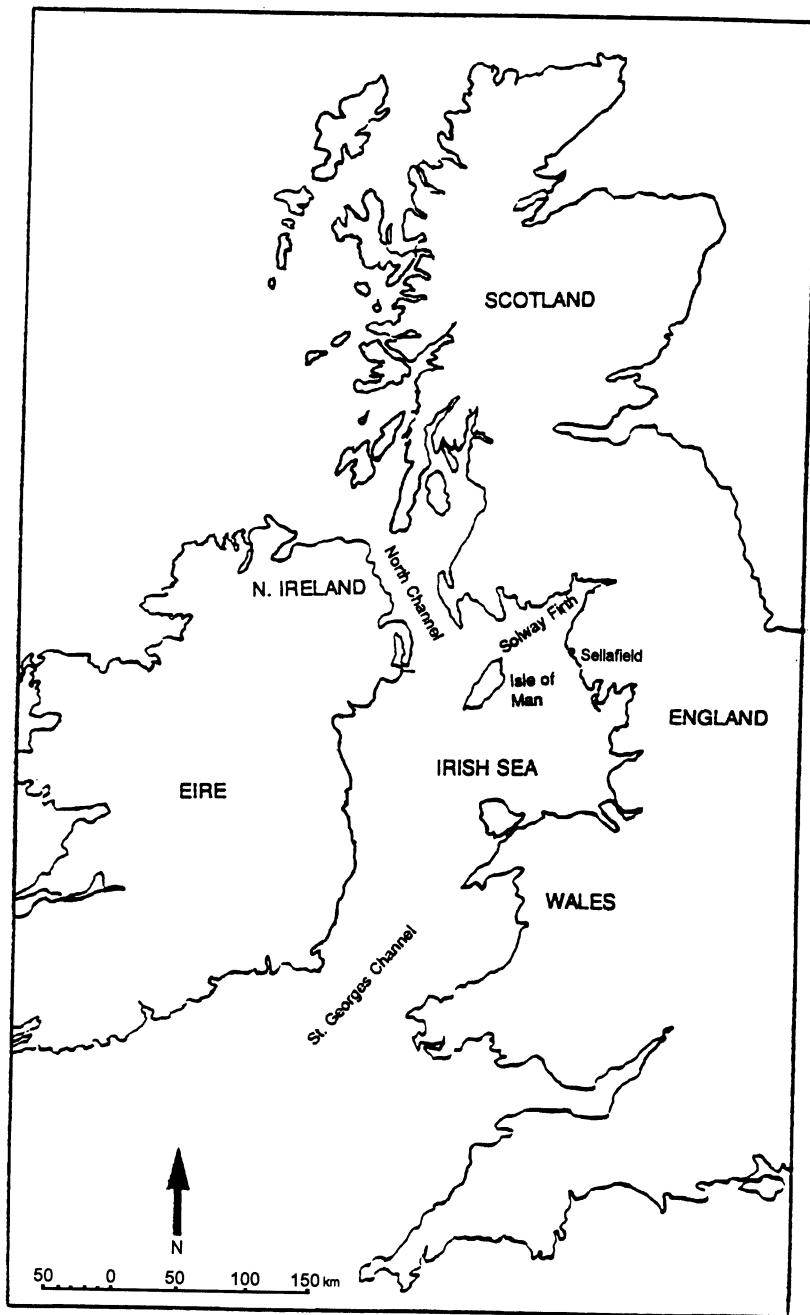 SCOTLAND
North Channel
N. IRELAND
Solway Firth
Sellafield
Isle of
Man
ENGLAND
IRISH SEA
EIRE
WALES
St. Georges Channel
N
50 0 50 100 150 km